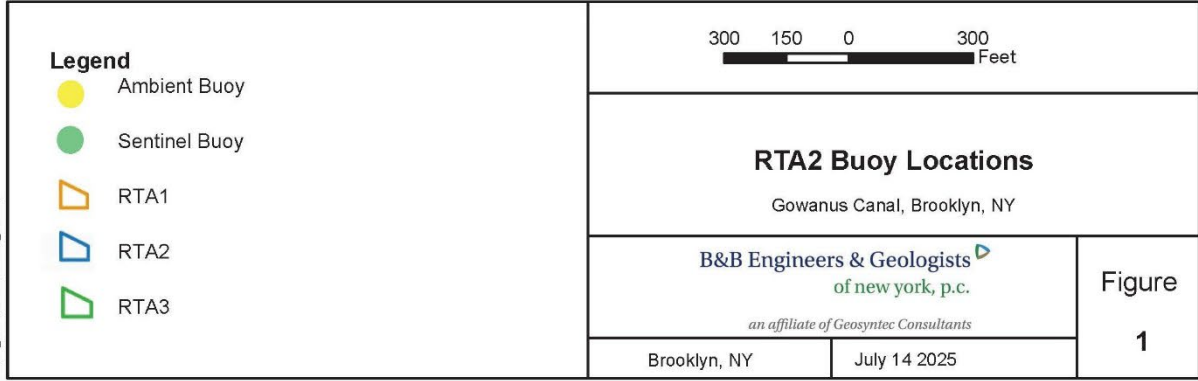 Legend
Ambient Buoy
Sentinel Buoy
RTA1
RTA2
RTA3
300 150 0 300
Feet
RTA2 Buoy Locations
Gowanus Canal, Brooklyn, NY
B&B Engineers & Geologists
of new york, p.c.
an affiliate of Geosyntec Consultants
Brooklyn, NY
July 14 2025
Figure
1